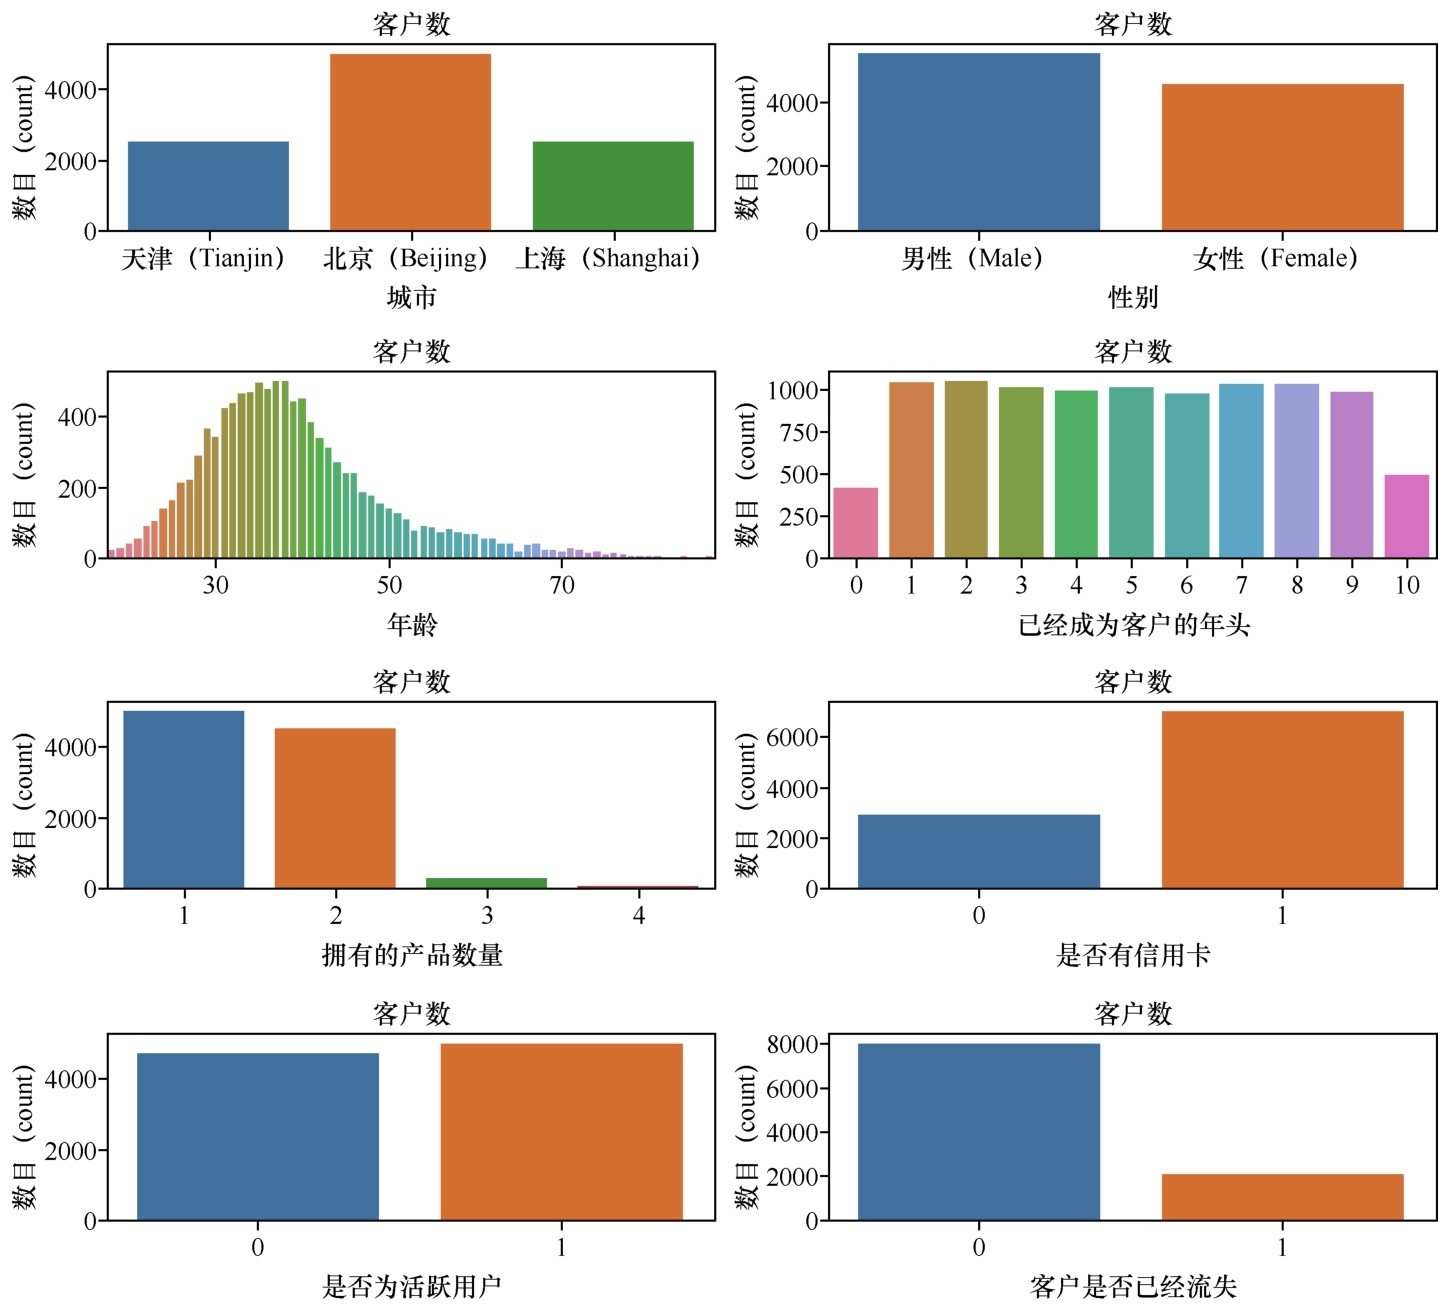 客户数
数目（count）
4000
2000
0
天津（Tianjin） 北京（Beijing） 上海（Shanghai）
城市
客户数
数目（count）
4000
2000
0
男性（Male） 女性（Female）
性别
客户数
数目（count）
400
200
0
30 50 70
年龄
客户数
数目（count）
1000
750
500
250
0
0 1 2 3 4 5 6 7 8 9 10
已经成为客户的年头
客户数
数目（count）
4000
2000
0
1 2 3 4
拥有的产品数量
客户数
数目（count）
6000
4000
2000
0
0 1
是否有信用卡
客户数
数目（count）
4000
2000
0
0 1
是否为活跃用户
客户数
数目（count）
8000
6000
4000
2000
0
0 1
客户是否已经流失